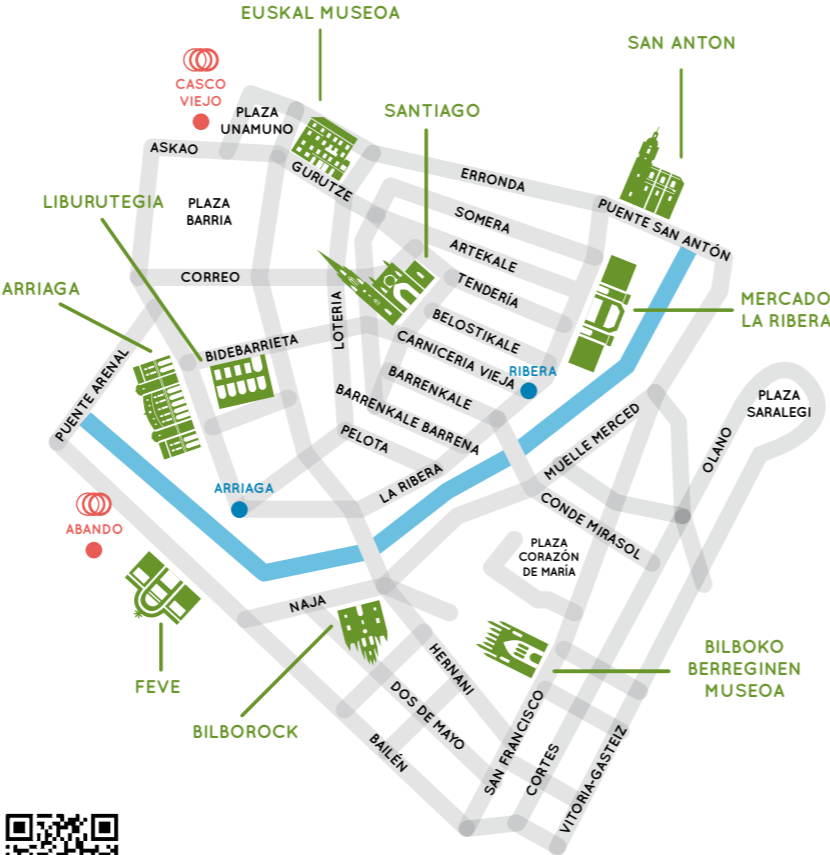 EUSKAL MUSEOA
SAN ANTON
CASCO
VIEJO
PLAZA
UNAMUNO
SANTIAGO
ASKAO
GURUTZE
ERRONDA
LIBURUTEGIA
PLAZA
BARRIA
SOMERA
PUENTE SAN ANTÓN
ARTEKALE
CORREO
TENDERÍA
ARRIAGA
LOTERIA
BELOSTIKALE
MERCADO
LA RIBERA
BIDEBARRIETA
CARNICERIA VIEJA
RIBERA
PUENTE ARENAL
BARRENKALE
BARRENKALE BARRENA
PLAZA
SARALEGI
PELOTA
MUELLE MERCED
OLANO
LA RIBERA
ARRIAGA
CONDE MIRASOL
ABANDO
PLAZA
CORAZÓN
DE MARÍA
NAJA
FEVE
BILBOROCK
HERNANI
BILBOKO
BERREGINEN
MUSEOA
DOS DE MAYO
BAILÉN
SAN FRANCISCO
CORTES
VITORIA-GASTEIZ